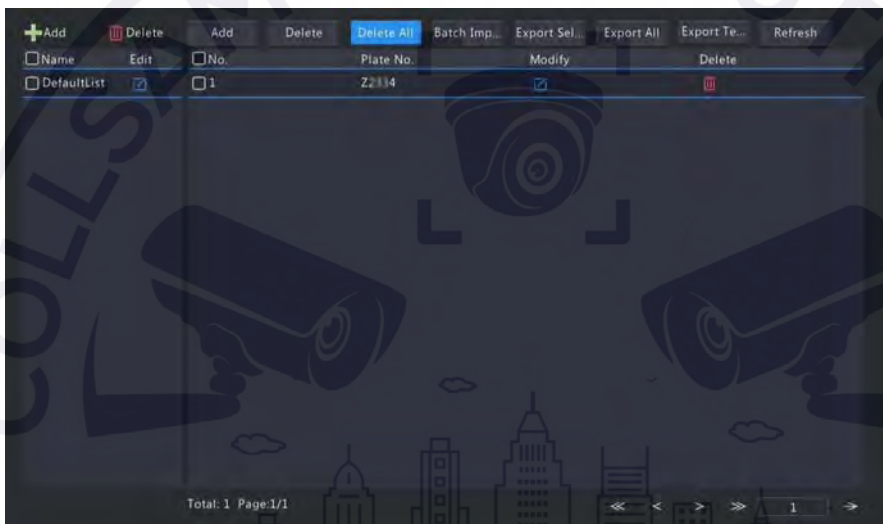 Add Delete Add Delete Delete All Batch Imp... Export Sel... Export All Export Te... Refresh
Name Edit No. Plate No. Modify Delete
DefaultList 1
Total: 1 Page:1/1 1